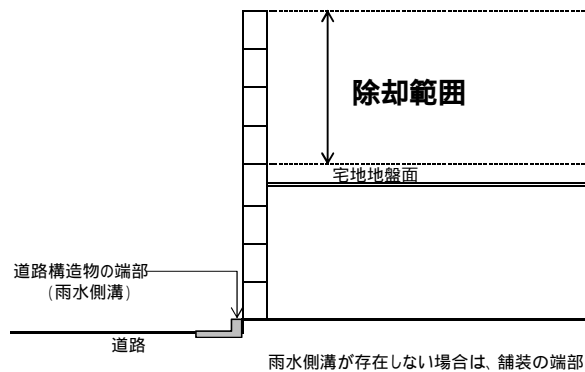 除却範囲
宅地地盤面
道路構造物の端部
（雨水側溝）
道路
雨水側溝が存在しない場合は、舗装の端部